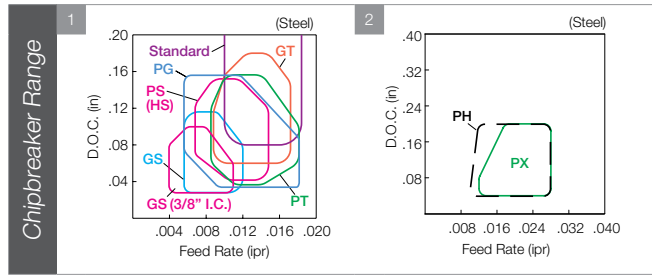 Chipbreaker Range
1
(Steel)
.20
.16
.12
.08
.04
D.O.C. (in)
Standard
PG
GT
PS
(HS)
GS
GS (3/8" I.C.)
PT
.004 .008 .012 .016 .020
Feed Rate (ipr)
2
(Steel)
.40
.32
.24
.16
.08
D.O.C. (in)
PH
PX
.008 .016 .024 .032 .040
Feed Rate (ipr)